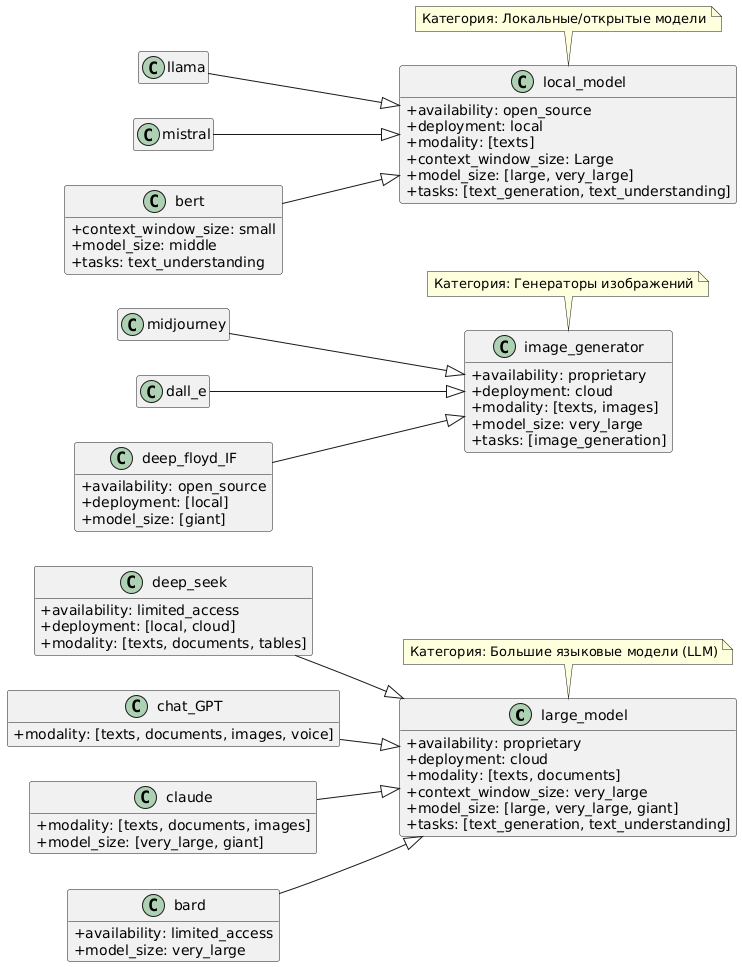 Категория: Локальные/открытые модели
C llama
C mistral
C bert
+context_window_size: small
+model_size: middle
+tasks: text_understanding
C local_model
+availability: open_source
+deployment: local
+modality: [texts]
+context_window_size: Large
+model_size: [large, very_large]
+tasks: [text_generation, text_understanding]
Категория: Генераторы изображений
C midjourney
C dall_e
C deep_floyd_IF
+availability: open_source
+deployment: [local]
+model_size: [giant]
C image_generator
+availability: proprietary
+deployment: cloud
+modality: [texts, images]
+model_size: very_large
+tasks: [image_generation]
C deep_seek
+availability: limited_access
+deployment: [local, cloud]
+modality: [texts, documents, tables]
C chat_GPT
+modality: [texts, documents, images, voice]
C claude
+modality: [texts, documents, images]
+model_size: [very_large, giant]
C bard
+availability: limited_access
+model_size: very_large
Категория: Большие языковые модели (LLM)
C large_model
+availability: proprietary
+deployment: cloud
+modality: [texts, documents]
+context_window_size: very_large
+model_size: [large, very_large, giant]
+tasks: [text_generation, text_understanding]